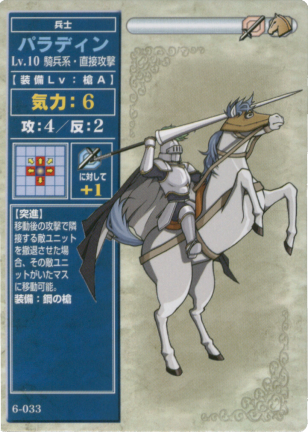 兵士
パラディン
Lv.10 騎兵系・直接攻撃
【装備Lv:槍A】
気力:6
攻:4/反:2
に対して
+1
【突進】
移動後の攻撃で隣
接する敵ユニット
を撤退させた場
合、その敵ユニ
ットがいたマス
に移動可能。
装備:鋼の槍
6-033